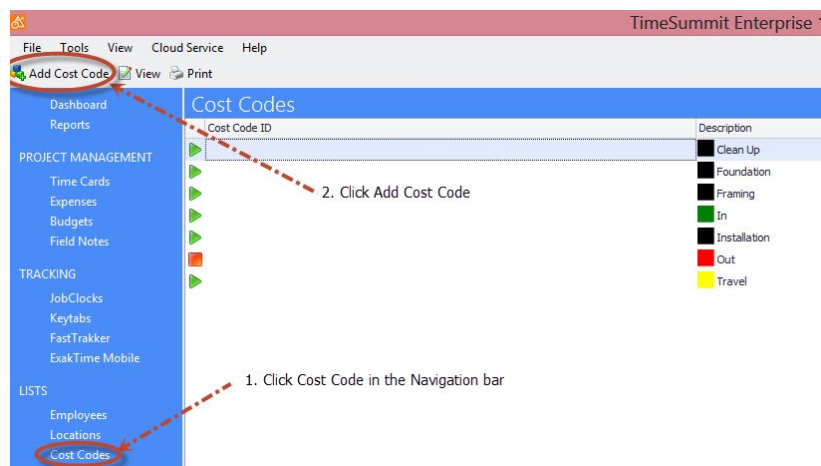 TimeSummit Enterprise
File Tools View Cloud Service Help
Add Cost Code View Print
Dashboard
Reports
PROJECT MANAGEMENT
Time Cards
Expenses
Budgets
Field Notes
TRACKING
JobClocks
Keytabs
FastTrakker
ExakTime Mobile
LISTS
Employees
Locations
Cost Codes
Cost Codes
Cost Code ID Description
Clean Up
Foundation
Framing
In
Installation
Out
Travel
2. Click Add Cost Code
1. Click Cost Code in the Navigation bar